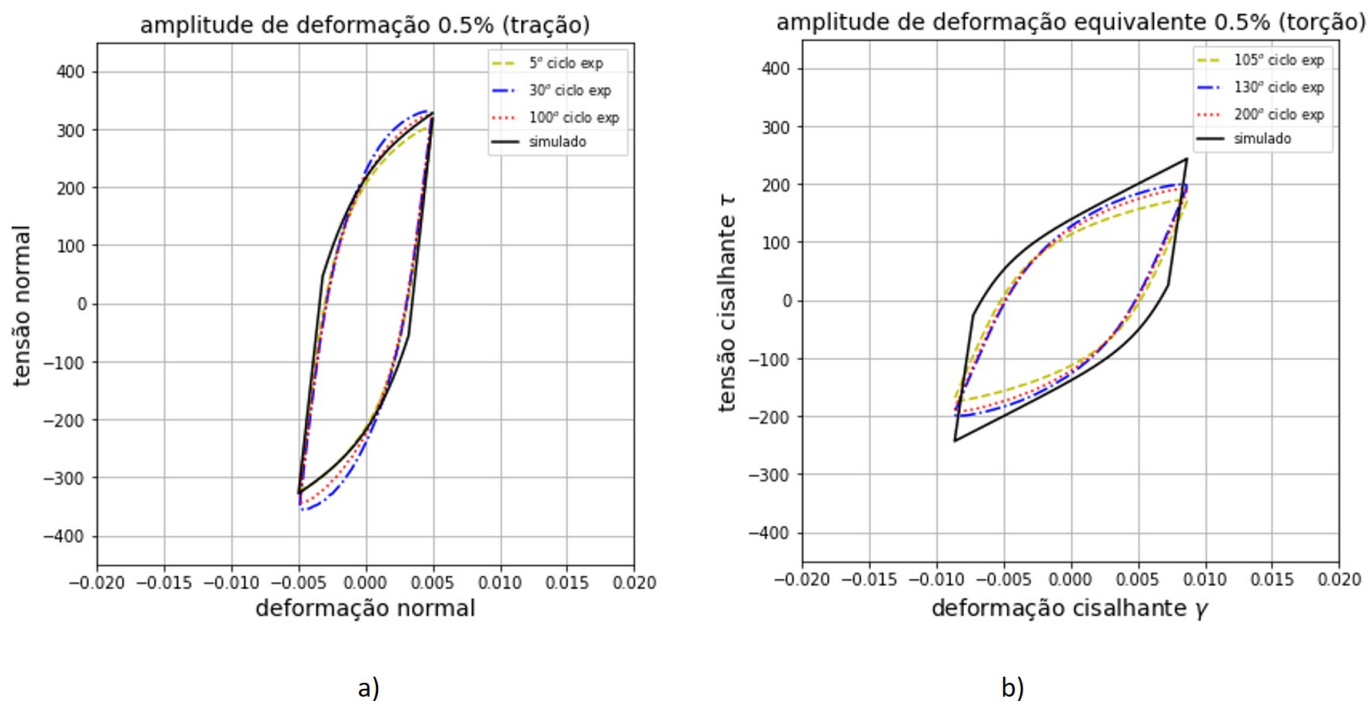 amplitude de deformação 0.5% (tração)
400
300
200
100
0
−100
−200
−300
−400
tensão normal
5º ciclo exp
30º ciclo exp
100º ciclo exp
simulado
−0.020 −0.015 −0.010 −0.005 0.000 0.005 0.010 0.015 0.020
deformação normal
a)
amplitude de deformação equivalente 0.5% (torção)
400
300
200
100
0
−100
−200
−300
−400
tensão cisalhante τ
105º ciclo exp
130º ciclo exp
200º ciclo exp
simulado
−0.020 −0.015 −0.010 −0.005 0.000 0.005 0.010 0.015 0.020
deformação cisalhante γ
b)